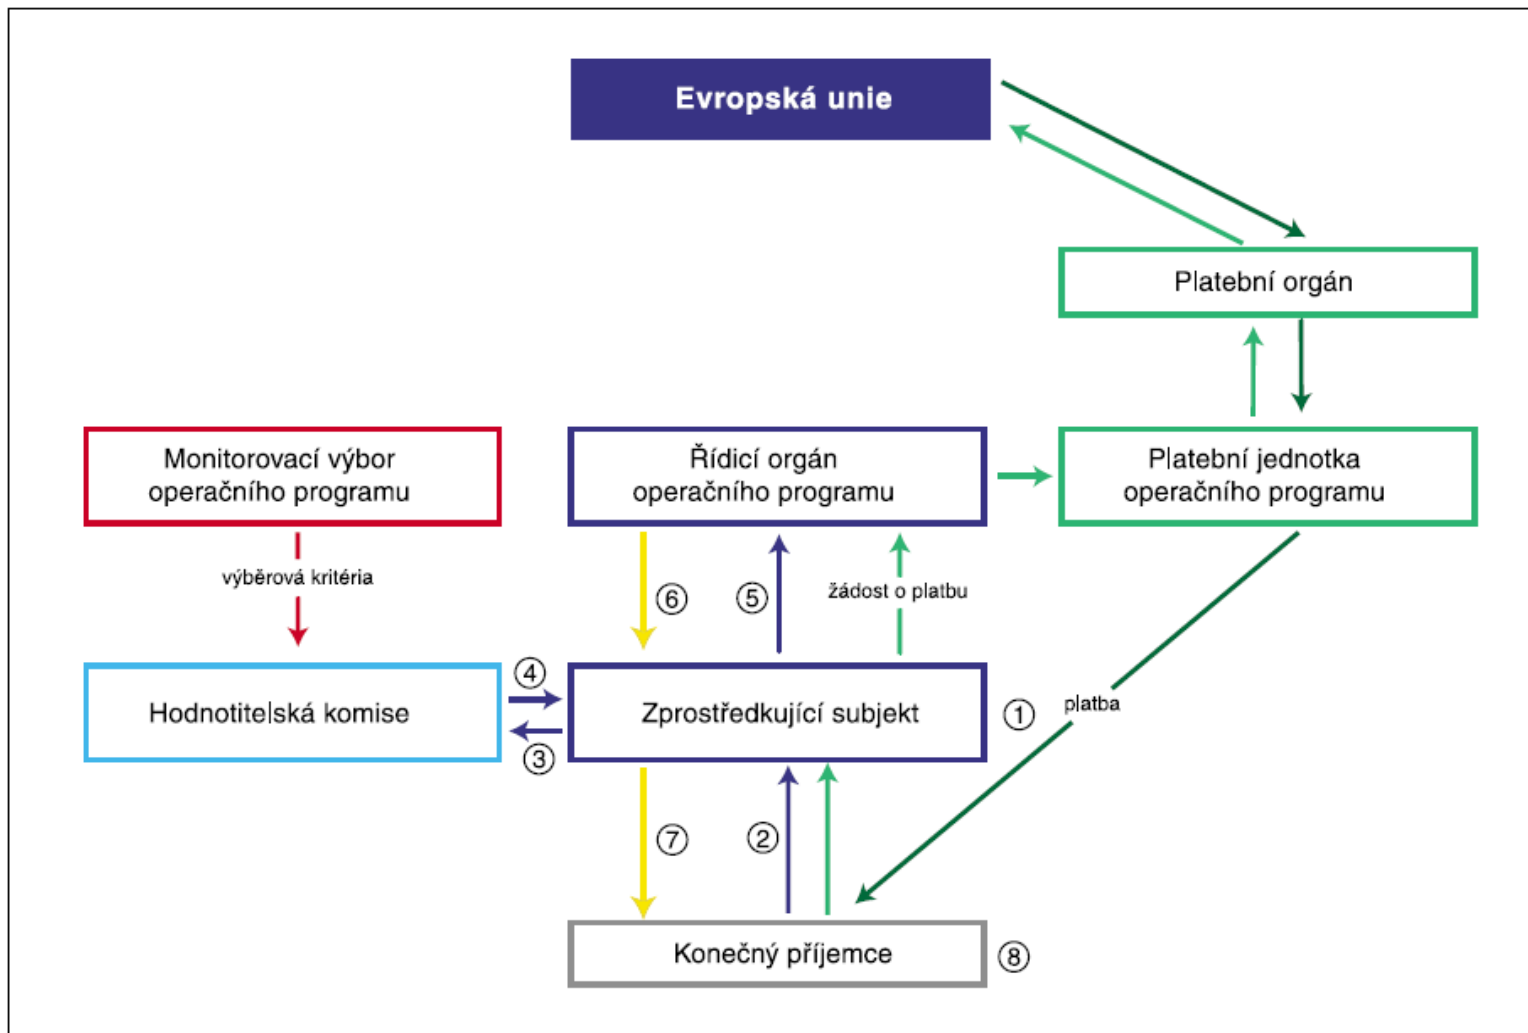 Evropská unie
Platební orgán
Monitorovací výbor
operačního programu
Řídicí orgán
operačního programu
Platební jednotka
operačního programu
výběrová kritéria
⑥
⑤
žádost o platbu
Hodnotitelská komise
④
③
Zprostředkující subjekt
①
platba
⑦
②
Konečný příjemce
⑧